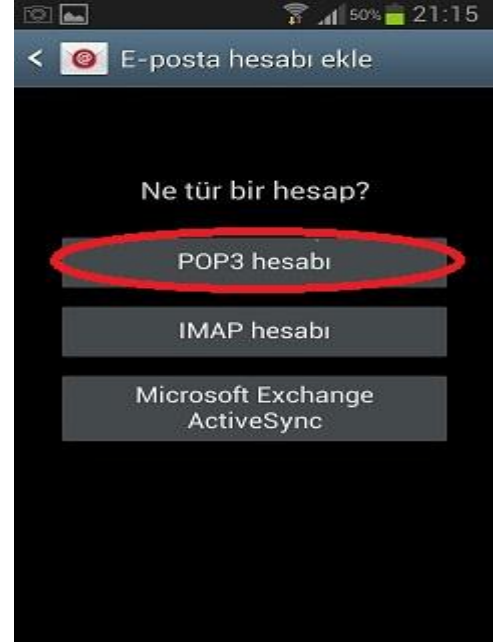 50% 21:15
< E-posta hesabı ekle
Ne tür bir hesap?
POP3 hesabı
IMAP hesabı
Microsoft Exchange
ActiveSync